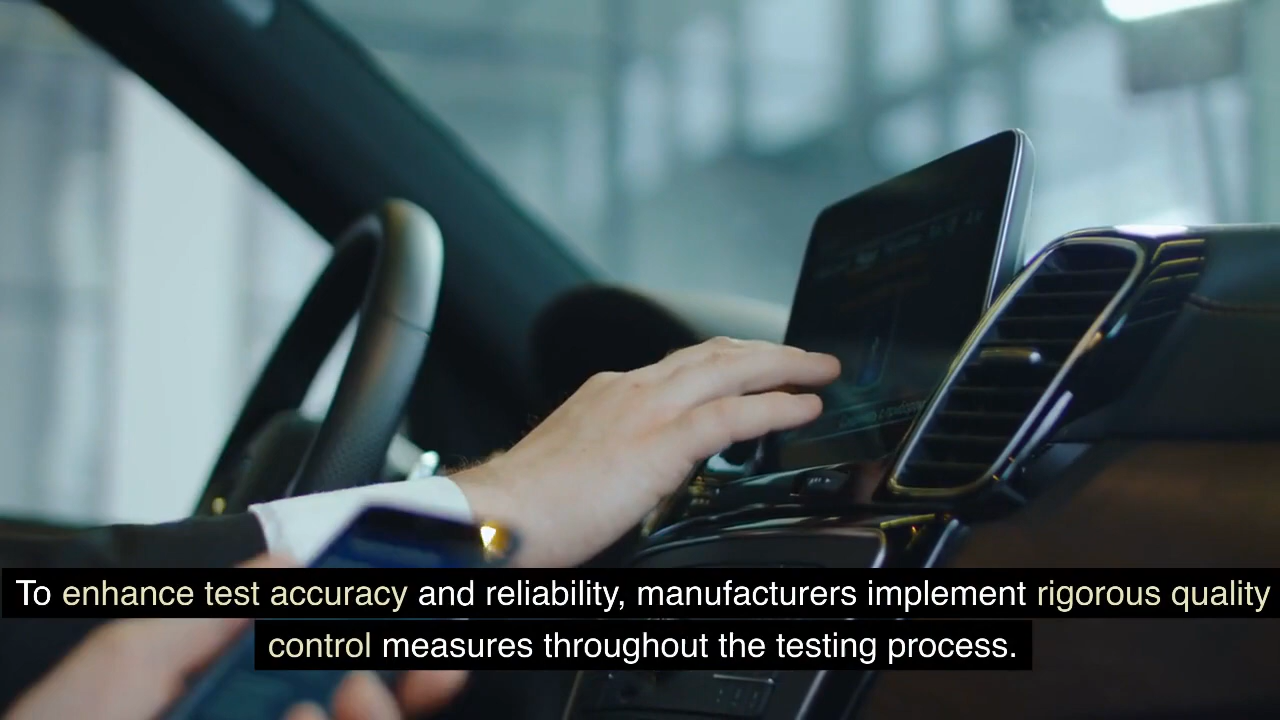 To enhance test accuracy and reliability, manufacturers implement rigorous quality
control measures throughout the testing process.